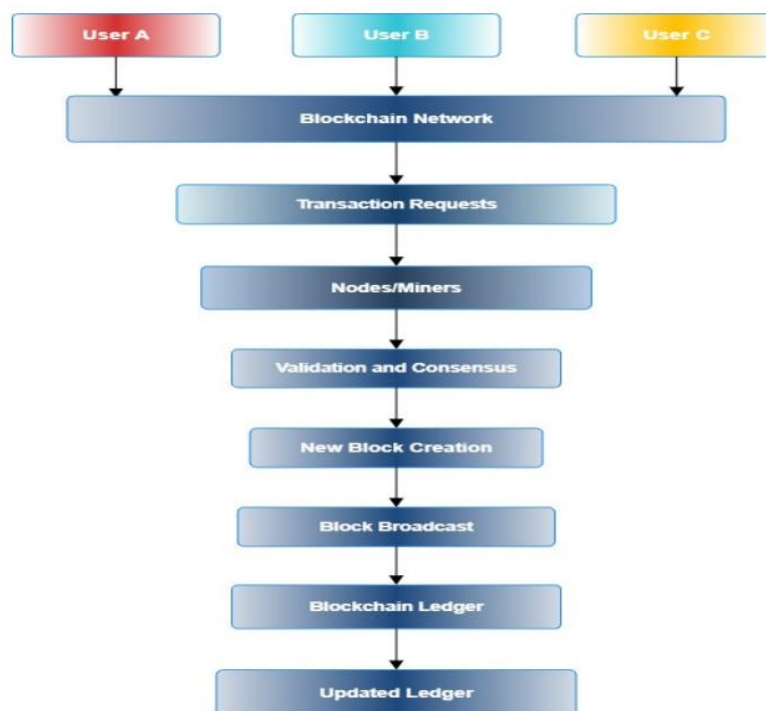 User A
User B
User C
Blockchain Network
Transaction Requests
Nodes/Miners
Validation and Consensus
New Block Creation
Block Broadcast
Blockchain Ledger
Updated Ledger